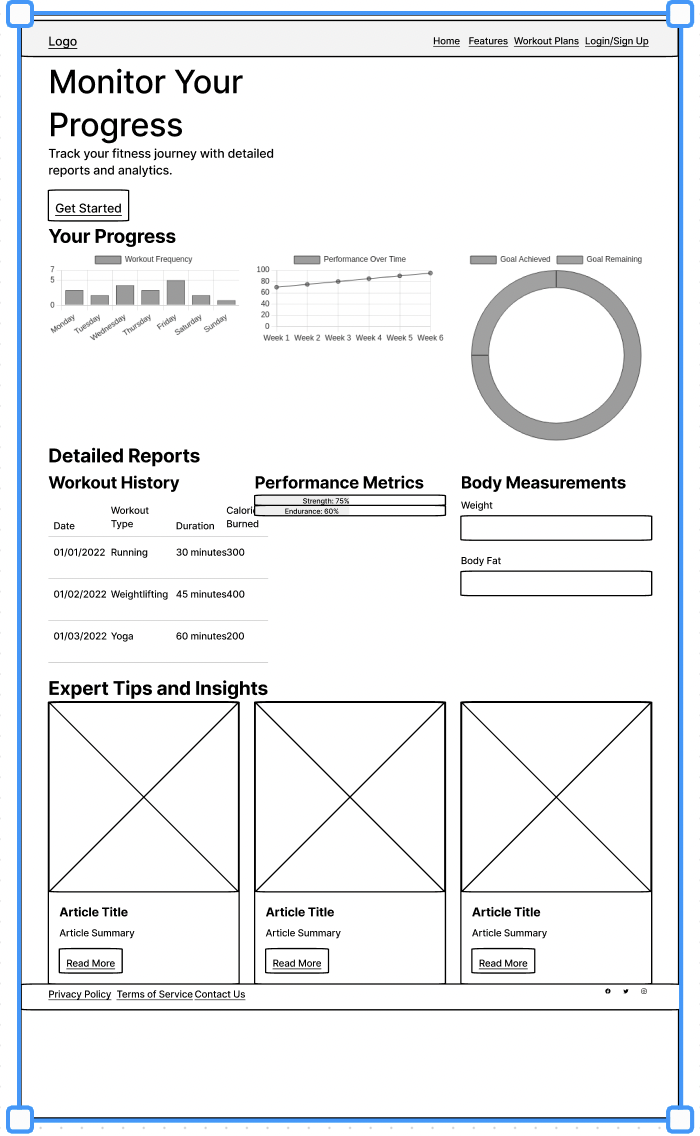 Logo
Home Features Workout Plans Login/Sign Up
Monitor Your
Progress
Track your fitness journey with detailed
reports and analytics.
Get Started
Your Progress
Workout Frequency
7
5
0
Monday Tuesday Wednesday Thursday Friday Saturday Sunday
Performance Over Time
100
80
60
40
20
0
Week 1 Week 2 Week 3 Week 4 Week 5 Week 6
Goal Achieved Goal Remaining
Detailed Reports
Workout History
Date Workout Type Duration Calorie Burned
01/01/2022 Running 30 minutes 300
01/02/2022 Weightlifting 45 minutes 400
01/03/2022 Yoga 60 minutes 200
Performance Metrics
Strength: 75%
Endurance: 60%
Body Measurements
Weight
Body Fat
Expert Tips and Insights
Article Title
Article Summary
Read More
Article Title
Article Summary
Read More
Article Title
Article Summary
Read More
Privacy Policy Terms of Service Contact Us